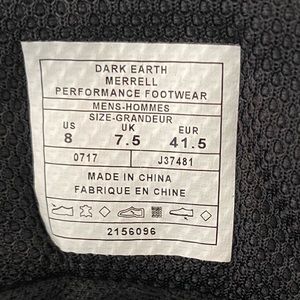 DARK EARTH
MERRELL
PERFORMANCE FOOTWEAR
MENS-HOMMES
SIZE-GRANDEUR
US UK EUR
8 7.5 41.5
0717 J37481
MADE IN CHINA
FABRIQUE EN CHINE
2156096